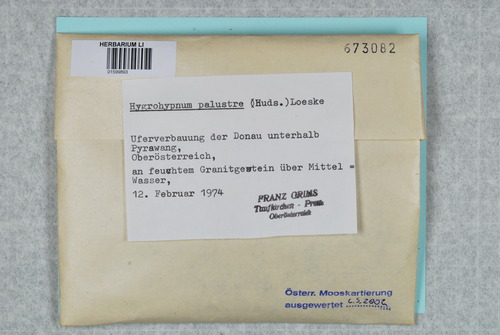 HERBARIUM LI
01599893
673082
Hygrohypnum palustre (Huds.)Loeske
Uferverbauung der Donau unterhalb
Pyrawang,
Oberösterreich,
an feuchtem Granitgestein über Mittel =
Wasser,
12. Februar 1974
FRANZ GRIMS
Taufkirchen - Pram
Oberösterreich
Österr. Mooskartierung
ausgewertet